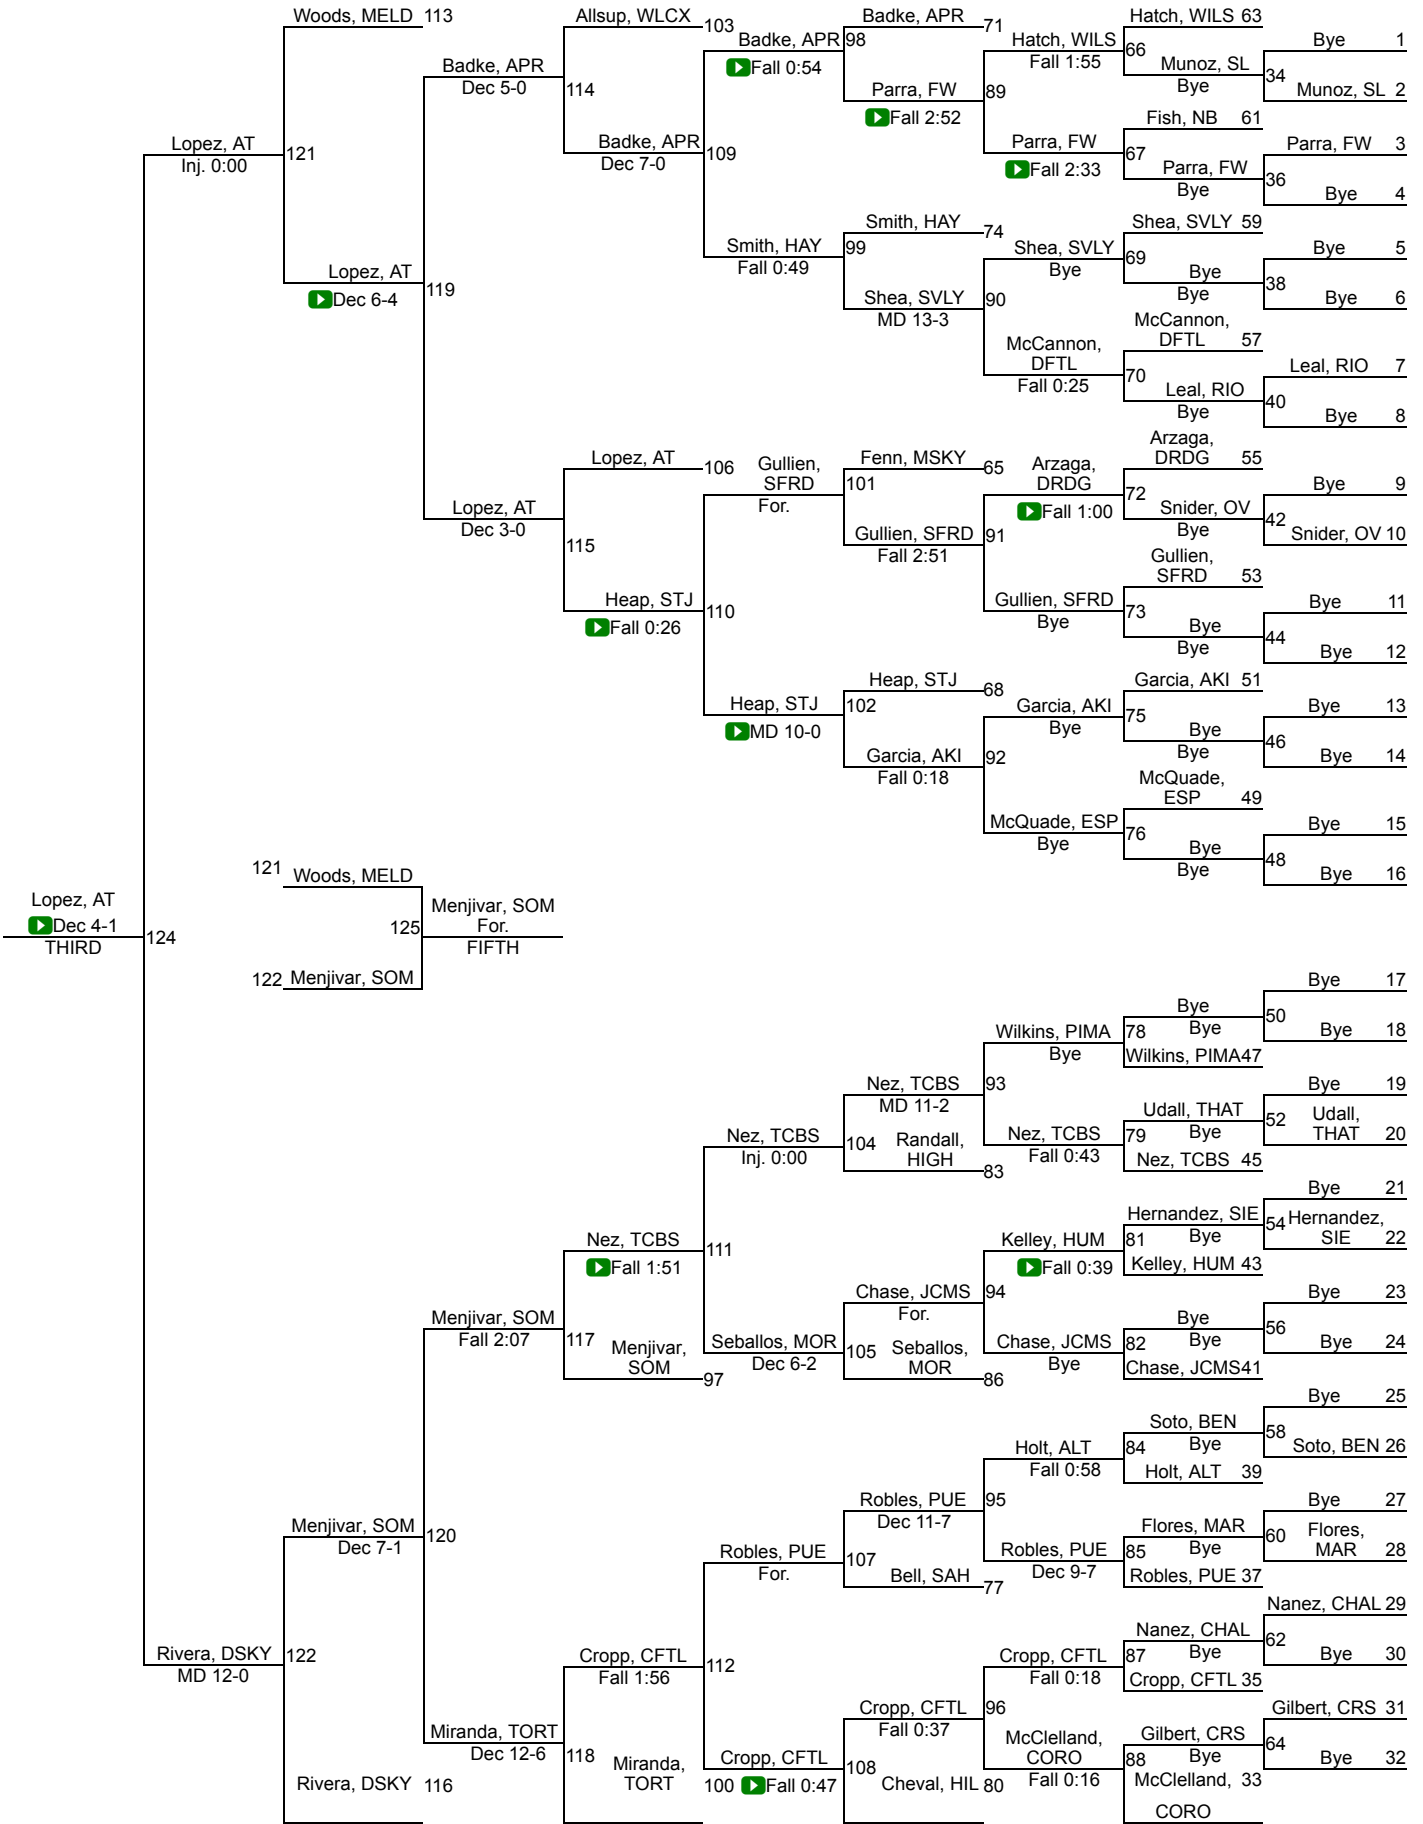 Woods, MELD 113
Allsup, WLCX
103
Badke, APR
71
Hatch, WILS 63
Bye 1
Badke, APR
98
Hatch, WILS
66
Fall 0:54
Fall 1:55
Munoz, SL
34
Badke, APR
Dec 5-0
114
Parra, FW
89
Bye
Munoz, SL 2
Fall 2:52
Fish, NB 61
Lopez, AT
Inj. 0:00
121
Badke, APR
Dec 7-0
109
Parra, FW
Fall 2:33
67
Parra, FW 3
Parra, FW
Bye
36
Bye 4
Smith, HAY
74
Shea, SVLY 59
Smith, HAY
Fall 0:49
99
Shea, SVLY
Bye
69
Bye 5
Bye
Bye
38
Lopez, AT
Dec 6-4
119
Shea, SVLY
MD 13-3
90
Bye 6
McCannon,
DFTL 57
McCannon,
DFTL
Fall 0:25
70
Leal, RIO 7
Leal, RIO
Bye
40
Bye 8
Lopez, AT
106
Gullien,
SFRD
For.
Fenn, MSKY
65
Arzaga,
DRDG 55
101
Arzaga,
DRDG
Fall 1:00
72
Bye 9
Lopez, AT
Dec 3-0
115
Gullien, SFRD
Fall 2:51
91
Snider, OV
Bye
42
Snider, OV 10
Gullien,
SFRD 53
Heap, STJ
Fall 0:26
110
Gullien, SFRD
Bye
73
Bye 11
Bye
Bye
44
Bye 12
Heap, STJ
68
Garcia, AKI 51
Heap, STJ
MD 10-0
102
Garcia, AKI
Bye
75
Bye 13
Bye
Bye
46
Garcia, AKI
Fall 0:18
92
Bye 14
McQuade,
ESP 49
McQuade, ESP
Bye
76
Bye 15
Bye
Bye
48
Bye 16
121
Woods, MELD
Lopez, AT
Dec 4-1
THIRD
124
125
Menjivar, SOM
For.
FIFTH
122 Menjivar, SOM
Bye 17
Bye
Bye
50
Wilkins, PIMA
Bye
78
Bye 18
Wilkins, PIMA 47
Nez, TCBS
MD 11-2
93
Bye 19
Udall, THAT
Bye
52
Udall,
THAT 20
Nez, TCBS
Inj. 0:00
104
Randall,
HIGH
83
Nez, TCBS
Fall 0:43
79
Nez, TCBS 45
Bye 21
Hernandez, SIE
Bye
54
Hernandez,
SIE 22
Nez, TCBS
Fall 1:51
111
Kelley, HUM
Fall 0:39
81
Kelley, HUM 43
Chase, JCMS
For.
94
Bye 23
Menjivar, SOM
Fall 2:07
117
Menjivar,
SOM
97
Seballos, MOR
Dec 6-2
105
Seballos,
MOR
86
Chase, JCMS
Bye
82
Bye
Bye
56
Bye 24
Chase, JCMS 41
Bye 25
Soto, BEN
Bye
58
Soto, BEN 26
Holt, ALT
Fall 0:58
84
Holt, ALT 39
Robles, PUE
Dec 11-7
95
Bye 27
Menjivar, SOM
Dec 7-1
120
Robles, PUE
For.
107
Bell, SAH
77
Robles, PUE
Dec 9-7
85
Flores, MAR
Bye
60
Flores,
MAR 28
Robles, PUE 37
Nanez, CHAL 29
Rivera, DSKY
MD 12-0
122
Cropp, CFTL
Fall 1:56
112
Cropp, CFTL
Fall 0:18
87
Nanez, CHAL
Bye
62
Bye 30
Cropp, CFTL 35
Cropp, CFTL
Fall 0:37
96
Gilbert, CRS 31
Miranda, TORT
Dec 12-6
118
Miranda,
TORT
100
Cropp, CFTL
Fall 0:47
108
Cheval, HIL 80
McClelland,
CORO
Fall 0:16
88
Gilbert, CRS
Bye
64
Bye 32
McClelland, 33
CORO
Rivera, DSKY 116